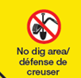 No dig area/
défense de
creuser